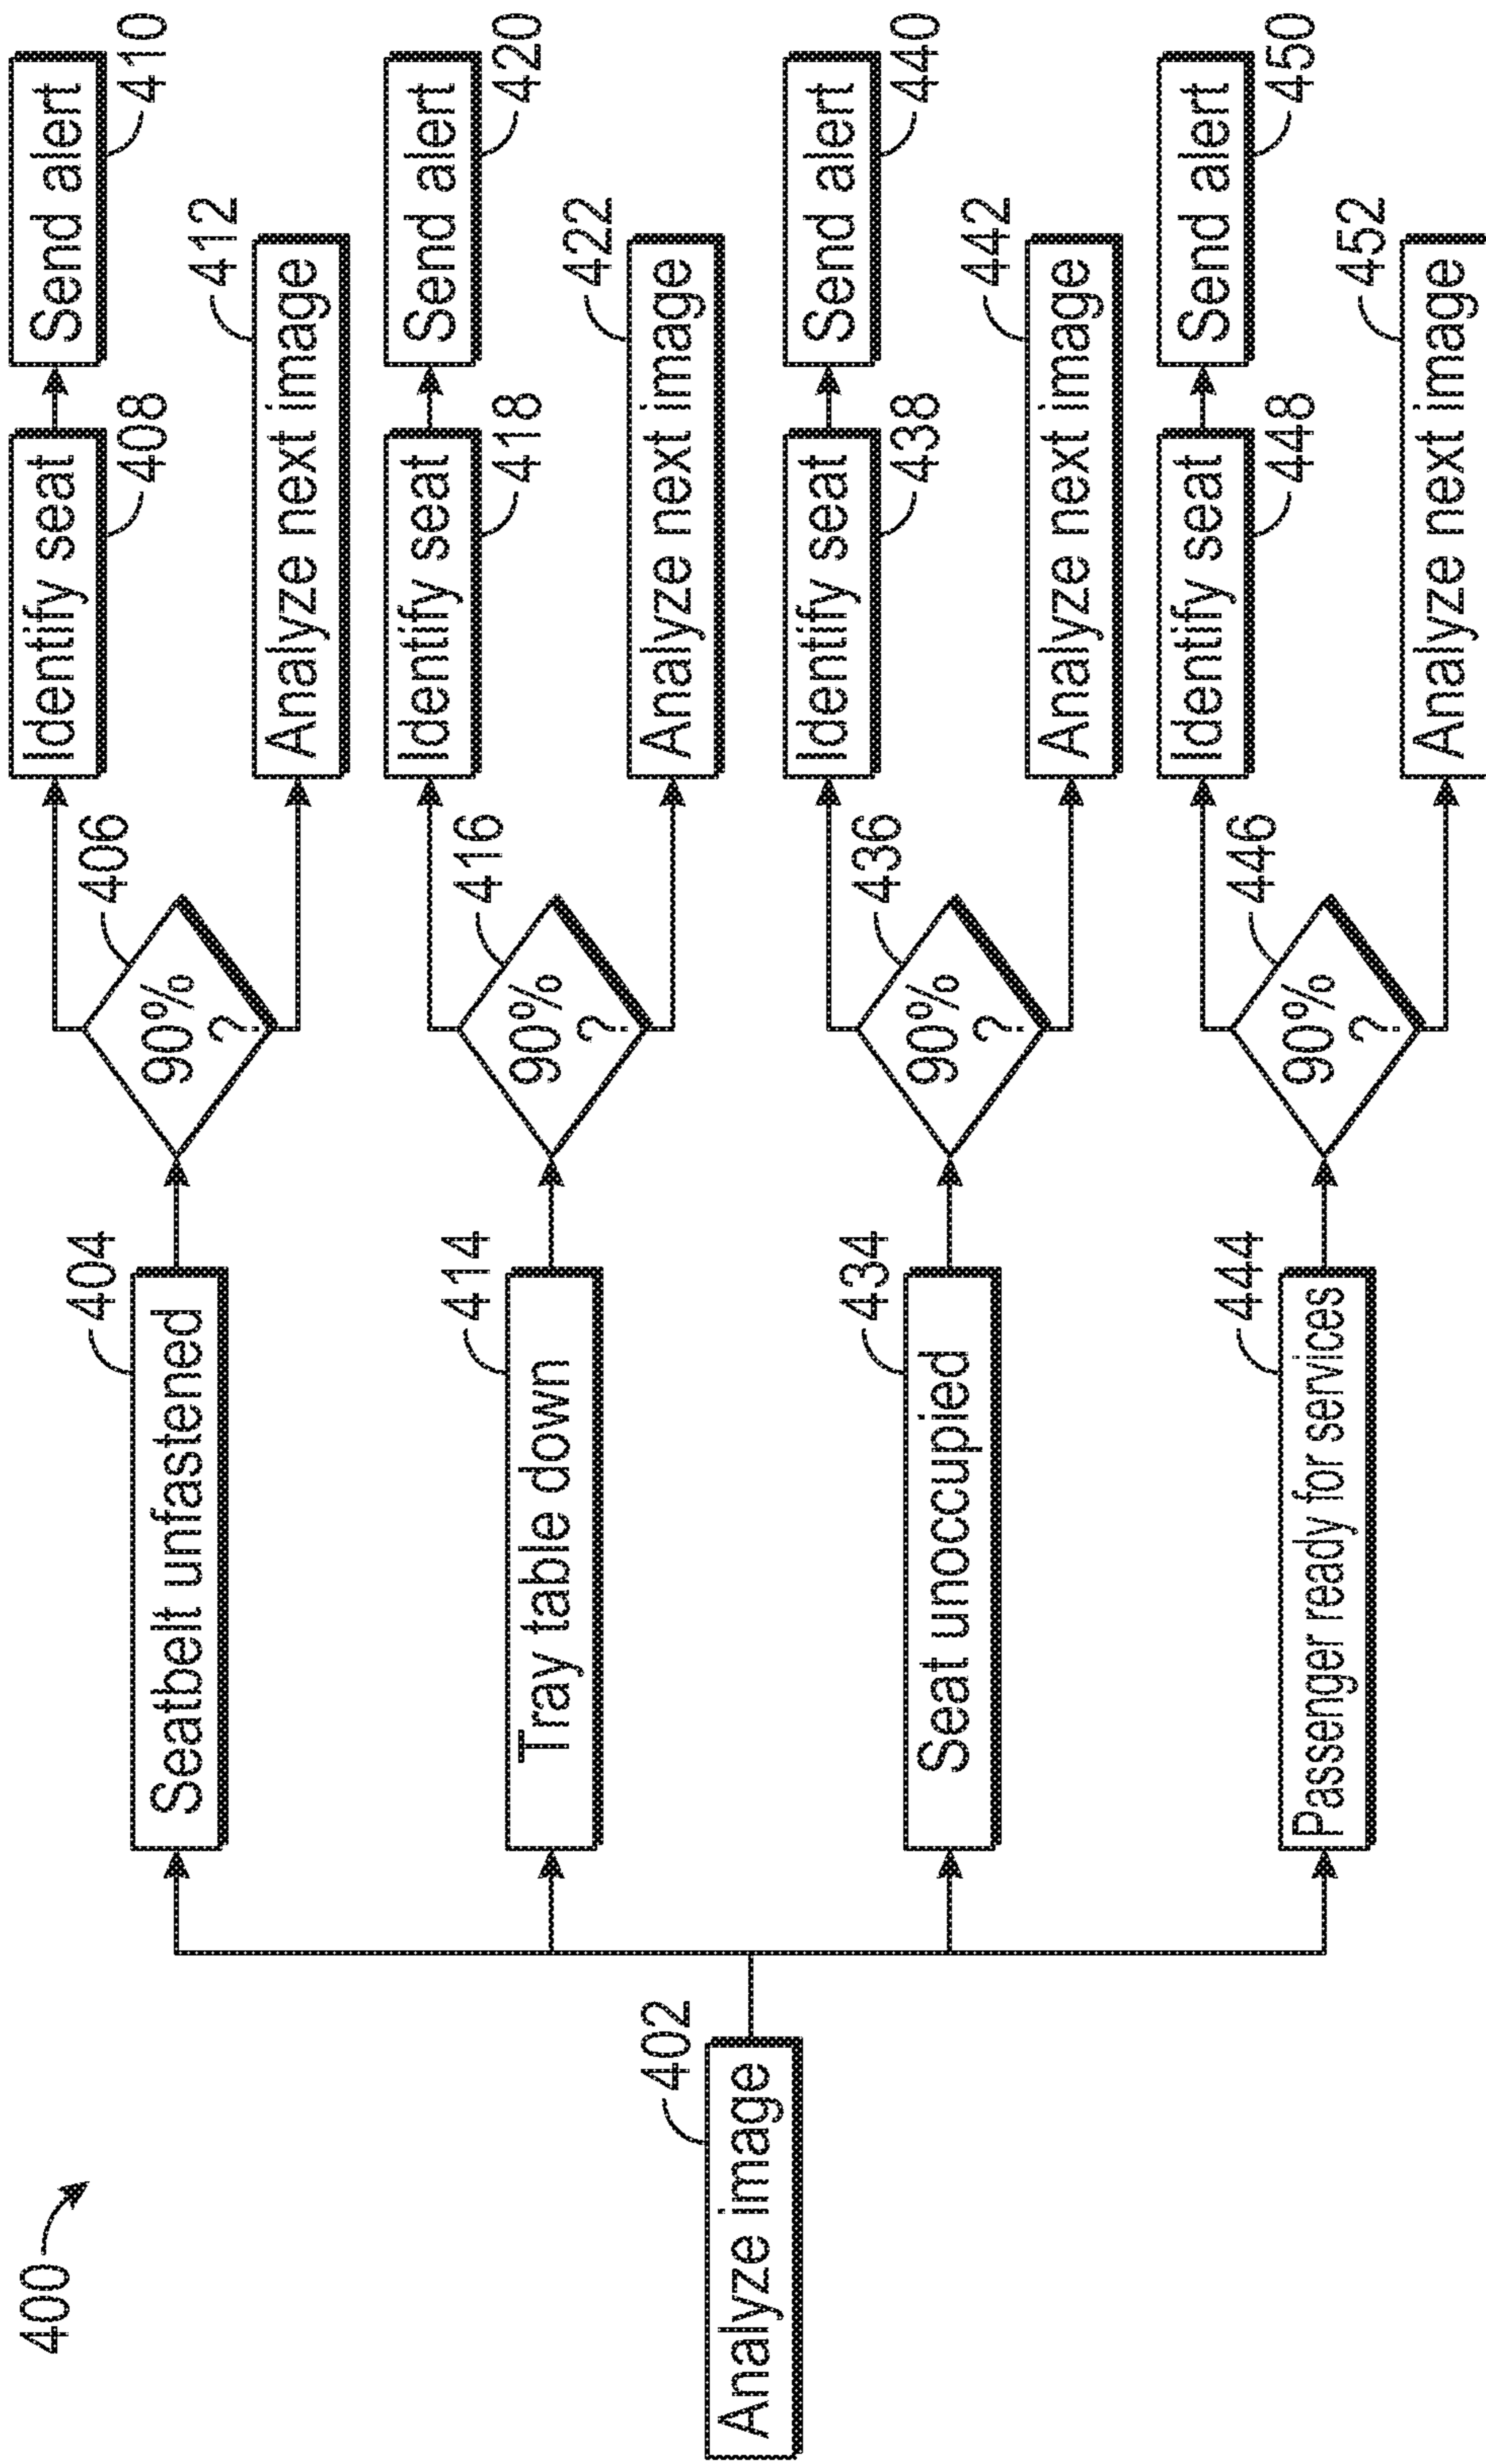 400
402
Analyze image
404
Seatbelt unfastened
406
90%
?
Identify seat
408
Send alert
410
412
Analyze next image
414
Tray table down
416
90%
?
Identify seat
418
Send alert
420
422
Analyze next image
434
Seat unoccupied
436
90%
?
Identify seat
438
Send alert
440
442
Analyze next image
444
Passenger ready for services
446
90%
?
Identify seat
448
Send alert
450
452
Analyze next image